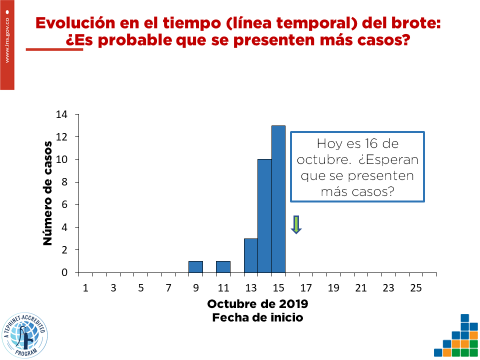 www.ins.gov.co
Evolución en el tiempo (línea temporal) del brote:
¿Es probable que se presenten más casos?
Número de casos
14
12
10
8
6
4
2
0
1 3 5 7 9 11 13 15 17 19 21 23 25
Octubre de 2019
Fecha de inicio
Hoy es 16 de
octubre. ¿Esperan
que se presenten
más casos?
A TEPHINET ACCREDITED
PROGRAM